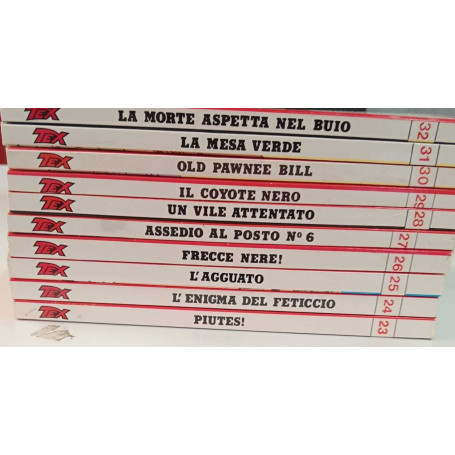 TEX LA MORTE ASPETTA NEL BUIO 32
TEX LA MESA VERDE 31
TEX OLD PAWNEE BILL 30
TEX IL COYOTE NERO 29
TEX UN VILE ATTENTATO 28
TEX ASSEDIO AL POSTO Nº 6 27
TEX FRECCE NERE! 26
TEX L'AGGUATO 25
TEX L'ENIGMA DEL FETICCIO 24
TEX PIUTES! 23